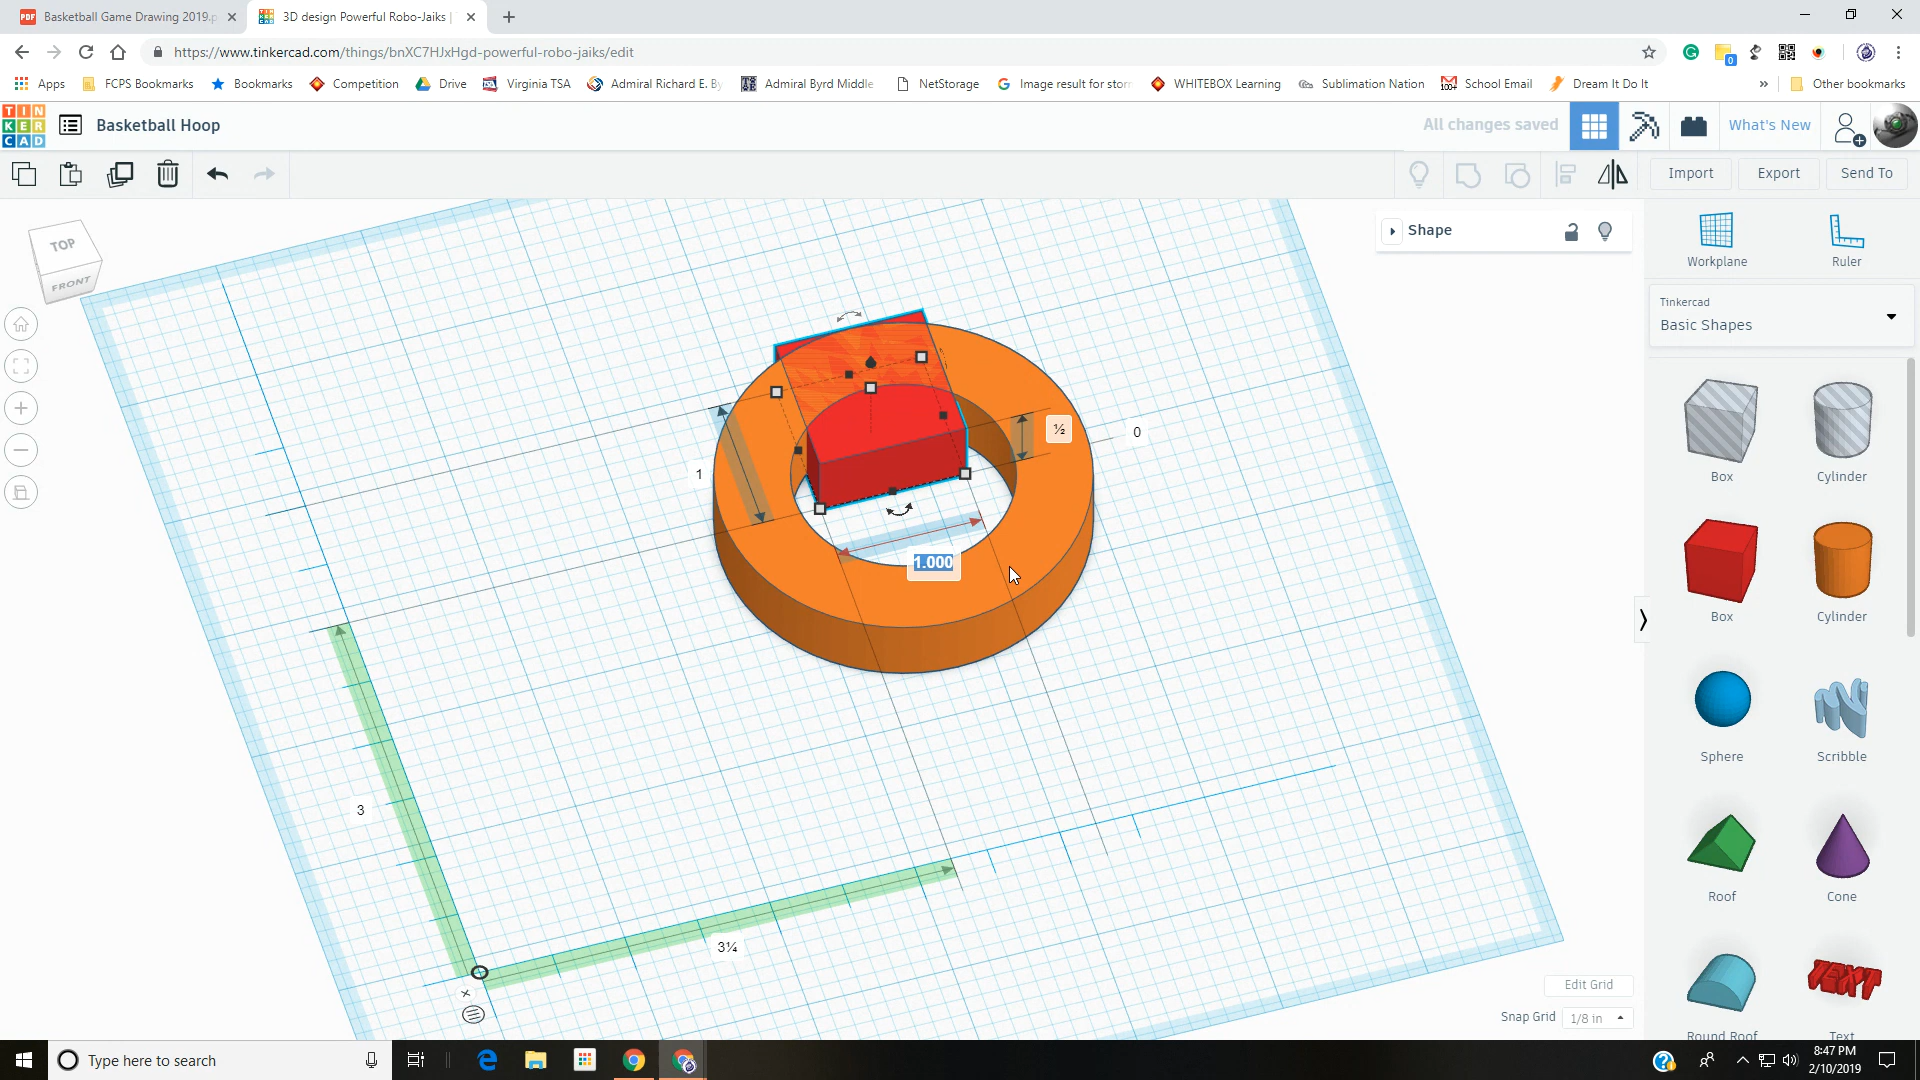 Basketball Game Drawing 2019.p
3D design Powerful Robo-Jaiks |
https://www.tinkercad.com/things/bnXC7HJxHgd-powerful-robo-jaiks/edit
0
Apps
FCPS Bookmarks
Bookmarks
Competition
Drive
Virginia TSA
Admiral Richard E. By
Admiral Byrd Middle
NetStorage
Image result for storm
WHITEBOX Learning
Sublimation Nation
School Email
Dream It Do It
»
Other bookmarks
TIN
KER
CAD
Basketball Hoop
All changes saved
What's New
Import
Export
Send To
TOP
FRONT
Shape
Workplane
Ruler
Tinkercad
Basic Shapes
Box
Cylinder
Box
Cylinder
Sphere
Scribble
Roof
Cone
TEXT
Round Roof
Text
½
0
1
1.000
3
3¼
Edit Grid
Snap Grid
1/8 in
Type here to search
8:47 PM
2/10/2019